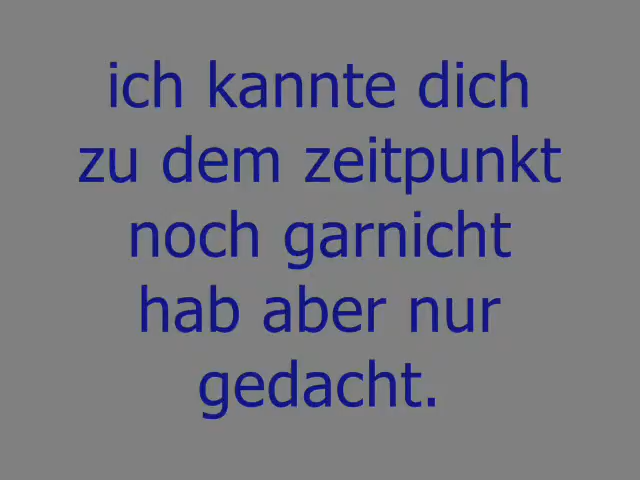 ich kannte dich
zu dem zeitpunkt
noch garnicht
hab aber nur
gedacht.